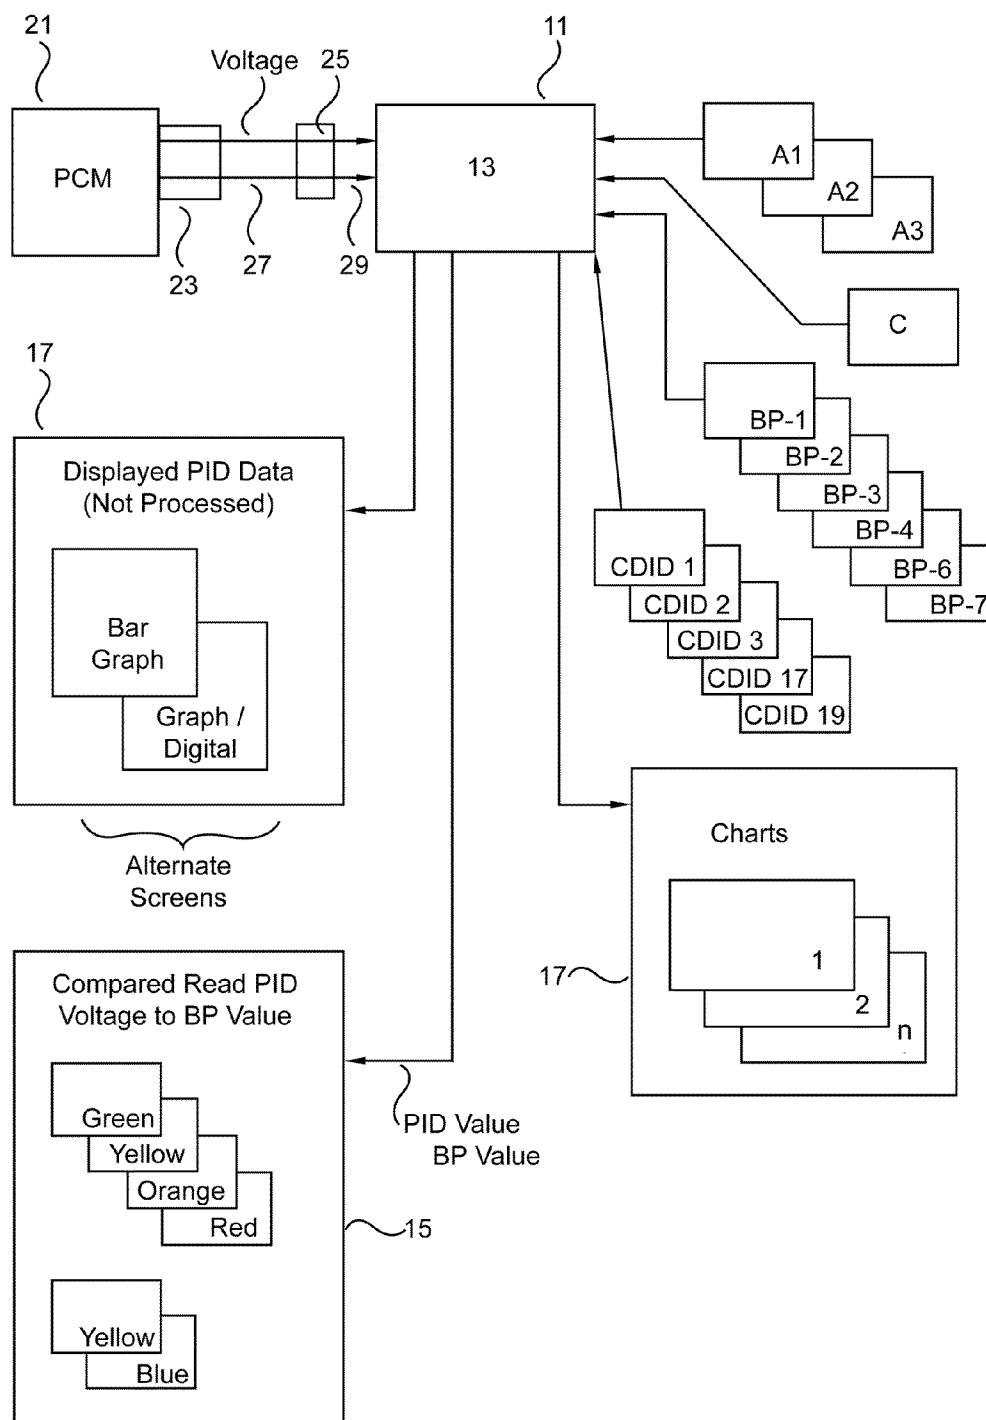 21
Voltage
25
11
PCM
13
A1
A2
A3
23
27
29
C
17
Displayed PID Data
(Not Processed)
Bar
Graph
Graph /
Digital
Alternate
Screens
BP-1
BP-2
BP-3
BP-4
BP-6
BP-7
CDID 1
CDID 2
CDID 3
CDID 17
CDID 19
Charts
1
2
n
17
Compared Read PID
Voltage to BP Value
Green
Yellow
Orange
Red
Yellow
Blue
PID Value
BP Value
15